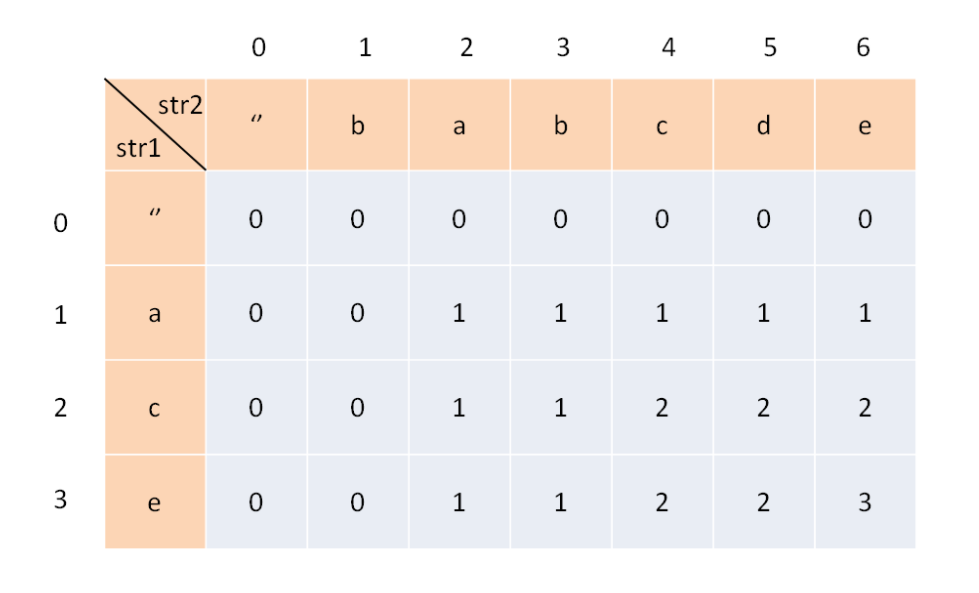 0 1 2 3 4 5 6
str2
str1
" b a b c d e
0 " 0 0 0 0 0 0 0
1 a 0 0 1 1 1 1 1
2 c 0 0 1 1 2 2 2
3 e 0 0 1 1 2 2 3